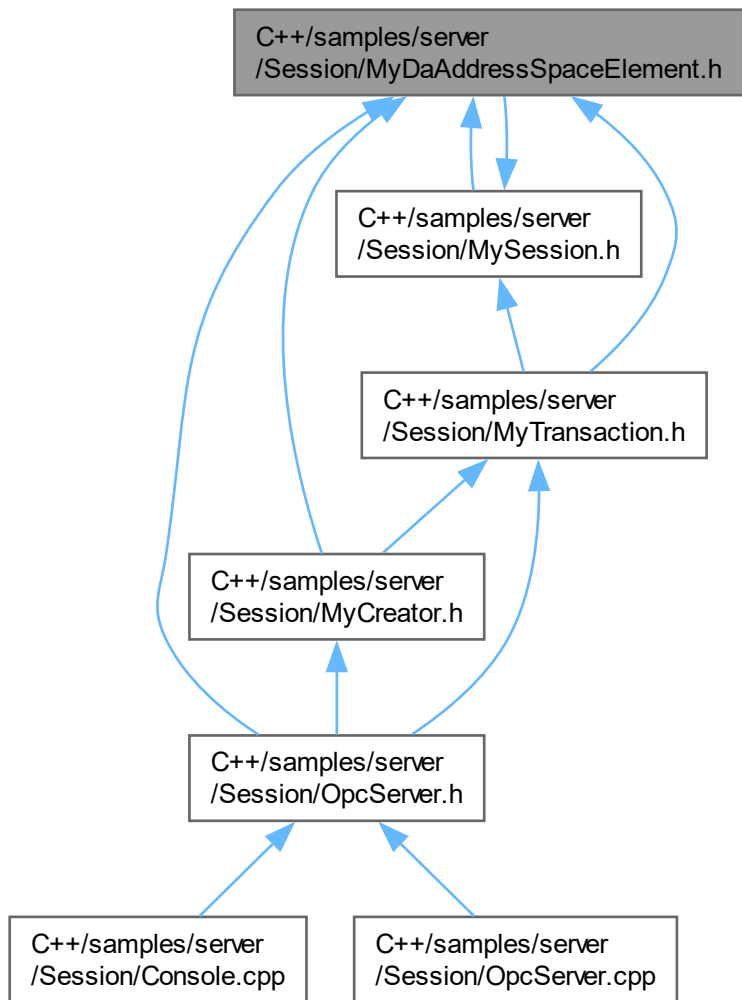 C++/samples/server
/Session/MyDaAddressSpaceElement.h
C++/samples/server
/Session/MySession.h
C++/samples/server
/Session/MyTransaction.h
C++/samples/server
/Session/MyCreator.h
C++/samples/server
/Session/OpcServer.h
C++/samples/server
/Session/Console.cpp
C++/samples/server
/Session/OpcServer.cpp